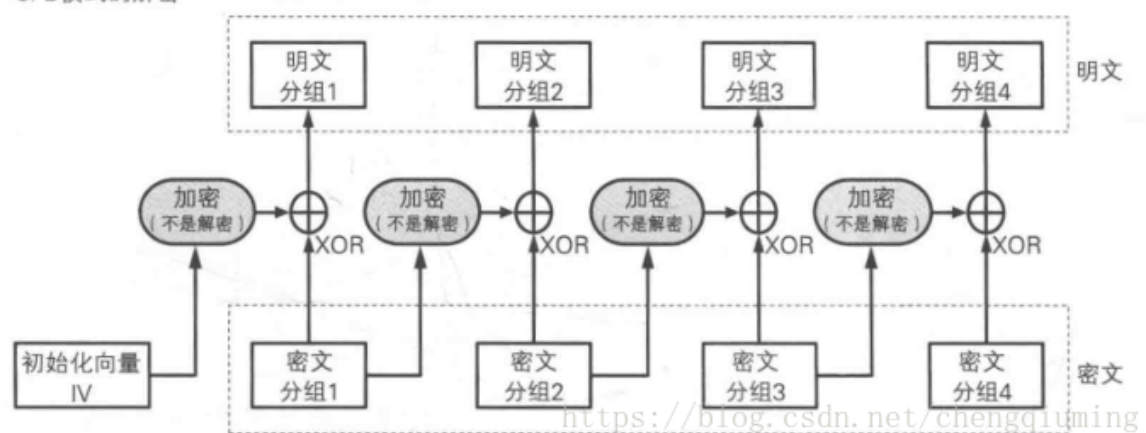 明文
分组1
明文
分组2
明文
分组3
明文
分组4
明文
加密
（不是解密）
XOR
加密
（不是解密）
XOR
加密
（不是解密）
XOR
加密
（不是解密）
XOR
初始化向量
IV
密文
分组1
密文
分组2
密文
分组3
密文
分组4
密文
https://blog.csdn.net/chengqiuming